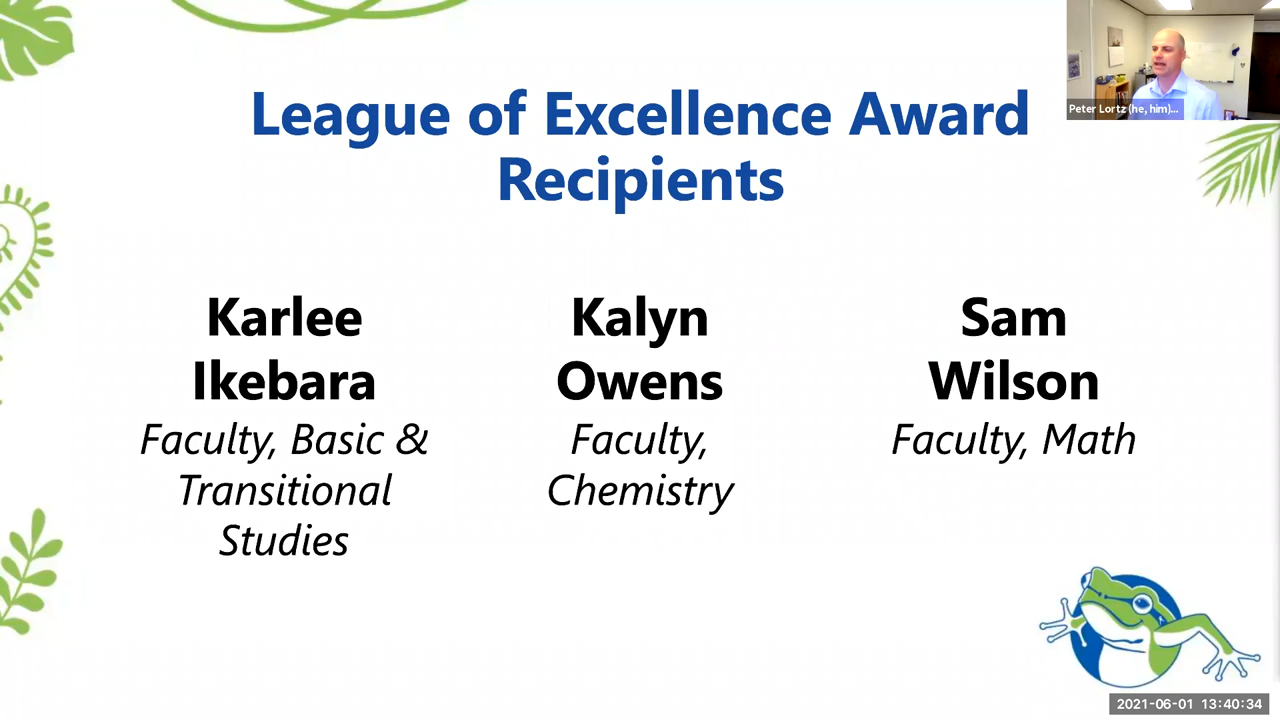 League of Excellence Award
Recipients
Peter Lortz (he, him)...
Karlee
Ikebara
Faculty, Basic &
Transitional
Studies
Kalyn
Owens
Faculty,
Chemistry
Sam
Wilson
Faculty, Math
2021-06-01 13:40:34